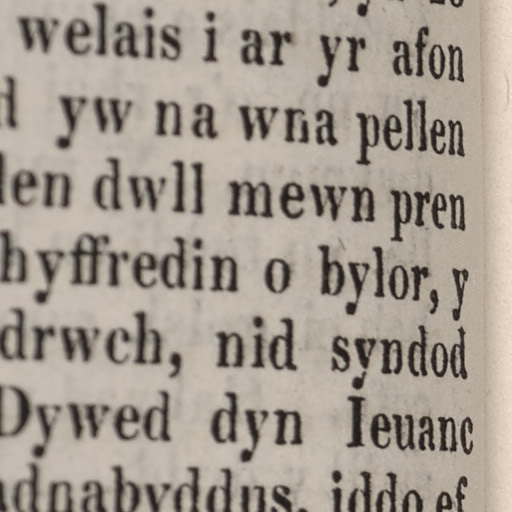 welais i ar yr afon
yw na wna pellen
len dwll mewn pren
hyffredin o bylor, y
drwch, nid syndod
Dywed dyn Ieuanc
adnabyddus, iddo ef